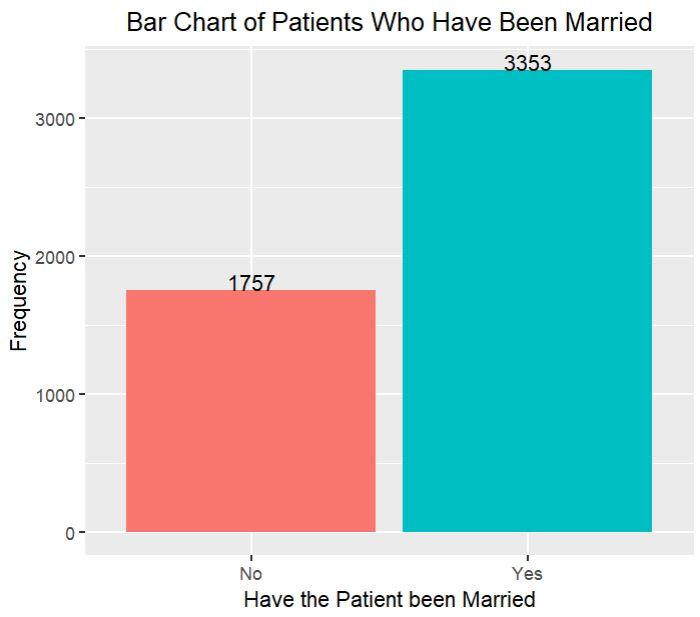 Bar Chart of Patients Who Have Been Married
3353
3000
2000
1757
1000
0
Frequency
No
Yes
Have the Patient been Married